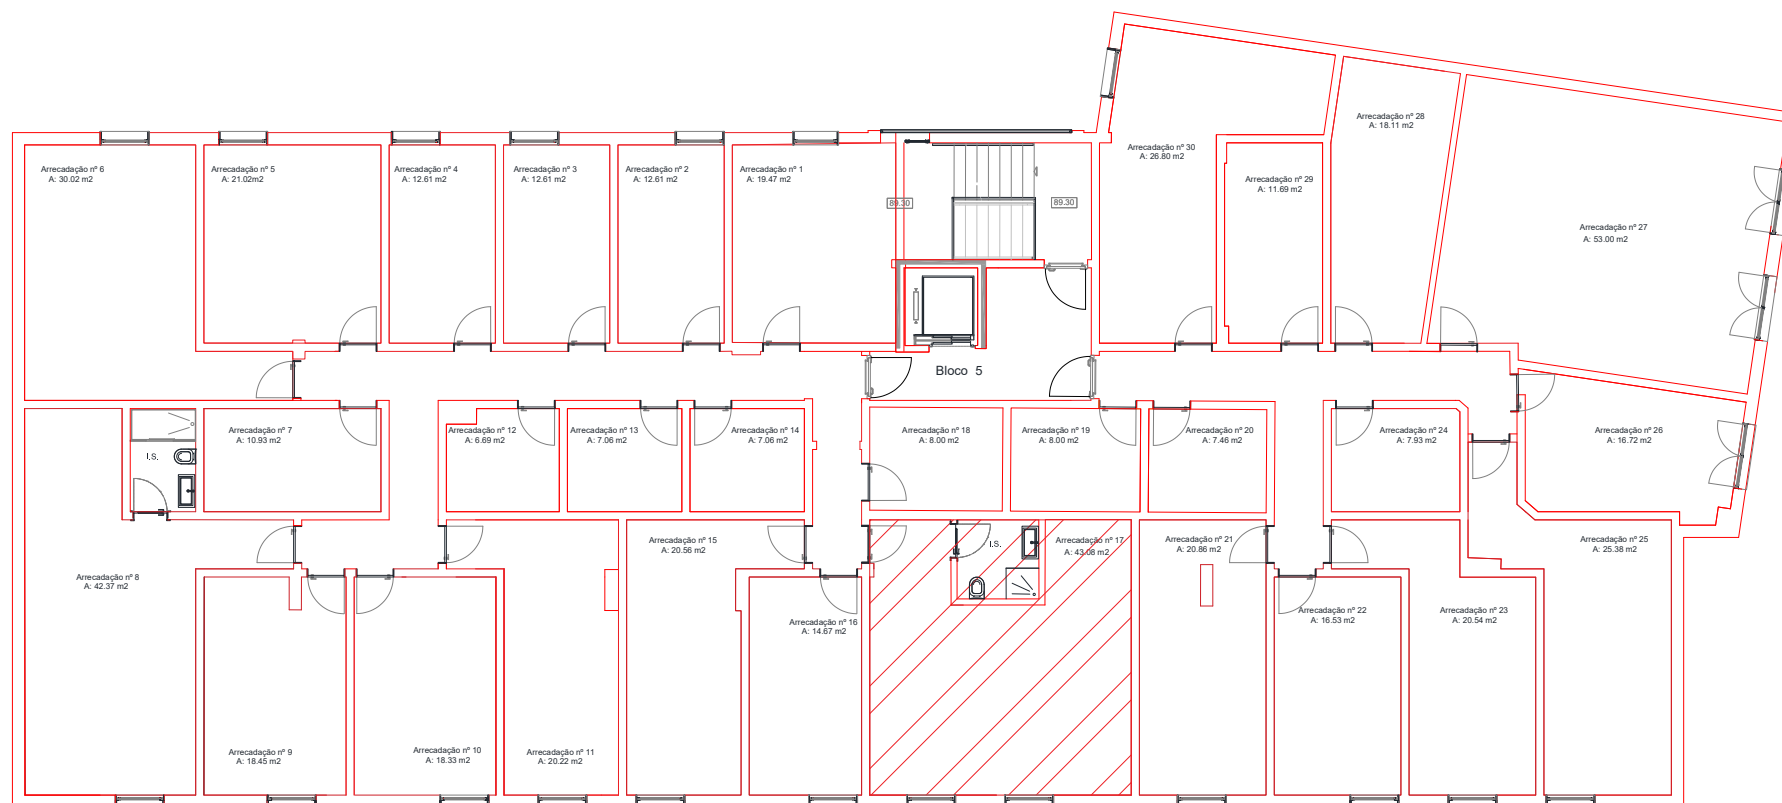 Arrecadação nº 28
A: 18.11 m2
Arrecadação nº 30
A: 26.80 m2
Arrecadação nº 6
A: 30.02 m2
Arrecadação nº 5
A: 21.02m2
Arrecadação nº 4
A: 12.61 m2
Arrecadação nº 3
A: 12.61 m2
Arrecadação nº 2
A: 12.61 m2
Arrecadação nº 1
A: 19.47 m2
Arrecadação nº 29
A: 11.69 m2
89.30
89.30
Arrecadação nº 27
A: 53.00 m2
Bloco 5
Arrecadação nº 7
A: 10.93 m2
Arrecadação nº 12
A: 6.69 m2
Arrecadação nº 13
A: 7.06 m2
Arrecadação nº 14
A: 7.06 m2
Arrecadação nº 18
A: 8.00 m2
Arrecadação nº 19
A: 8.00 m2
Arrecadação nº 20
A: 7.46 m2
Arrecadação nº 24
A: 7.93 m2
Arrecadação nº 26
A: 16.72 m2
I.S.
Arrecadação nº 15
A: 20.56 m2
I.S.
Arrecadação nº 17
A: 43.08 m2
Arrecadação nº 21
A: 20.86 m2
Arrecadação nº 25
A: 25.38 m2
Arrecadação nº 8
A: 42.37 m2
Arrecadação nº 16
A: 14.67 m2
Arrecadação nº 22
A: 16.53 m2
Arrecadação nº 23
A: 20.54 m2
Arrecadação nº 9
A: 18.45 m2
Arrecadação nº 10
A: 18.33 m2
Arrecadação nº 11
A: 20.22 m2